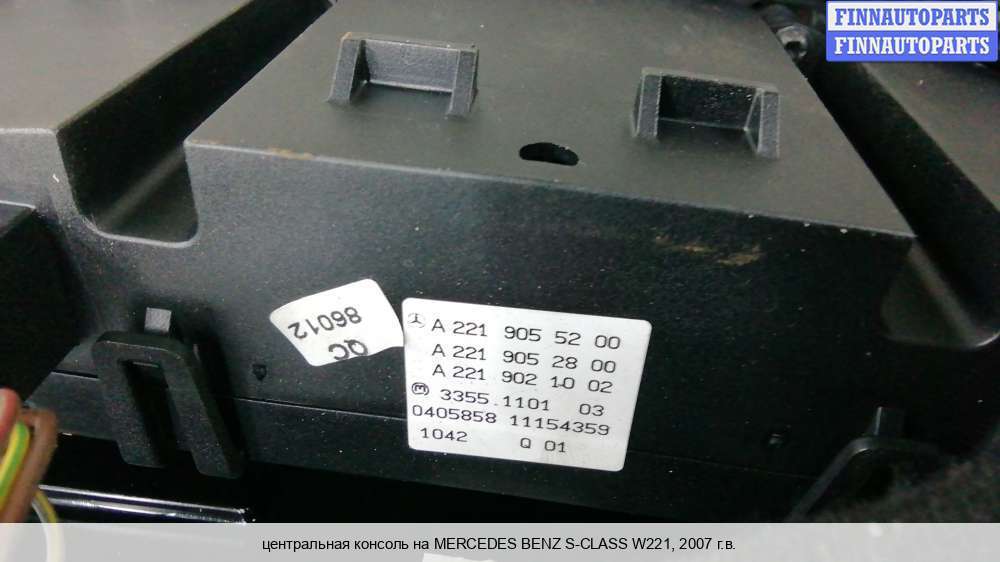 FINNAUTOPARTS
FINNAUTOPARTS
QC
86012
A 221 905 52 00
A 221 905 28 00
A 221 902 10 02
M 3355.1101 03
0405858 11154359
1042 Q 01
центральная консоль на MERCEDES BENZ S-CLASS W221, 2007 г.в.